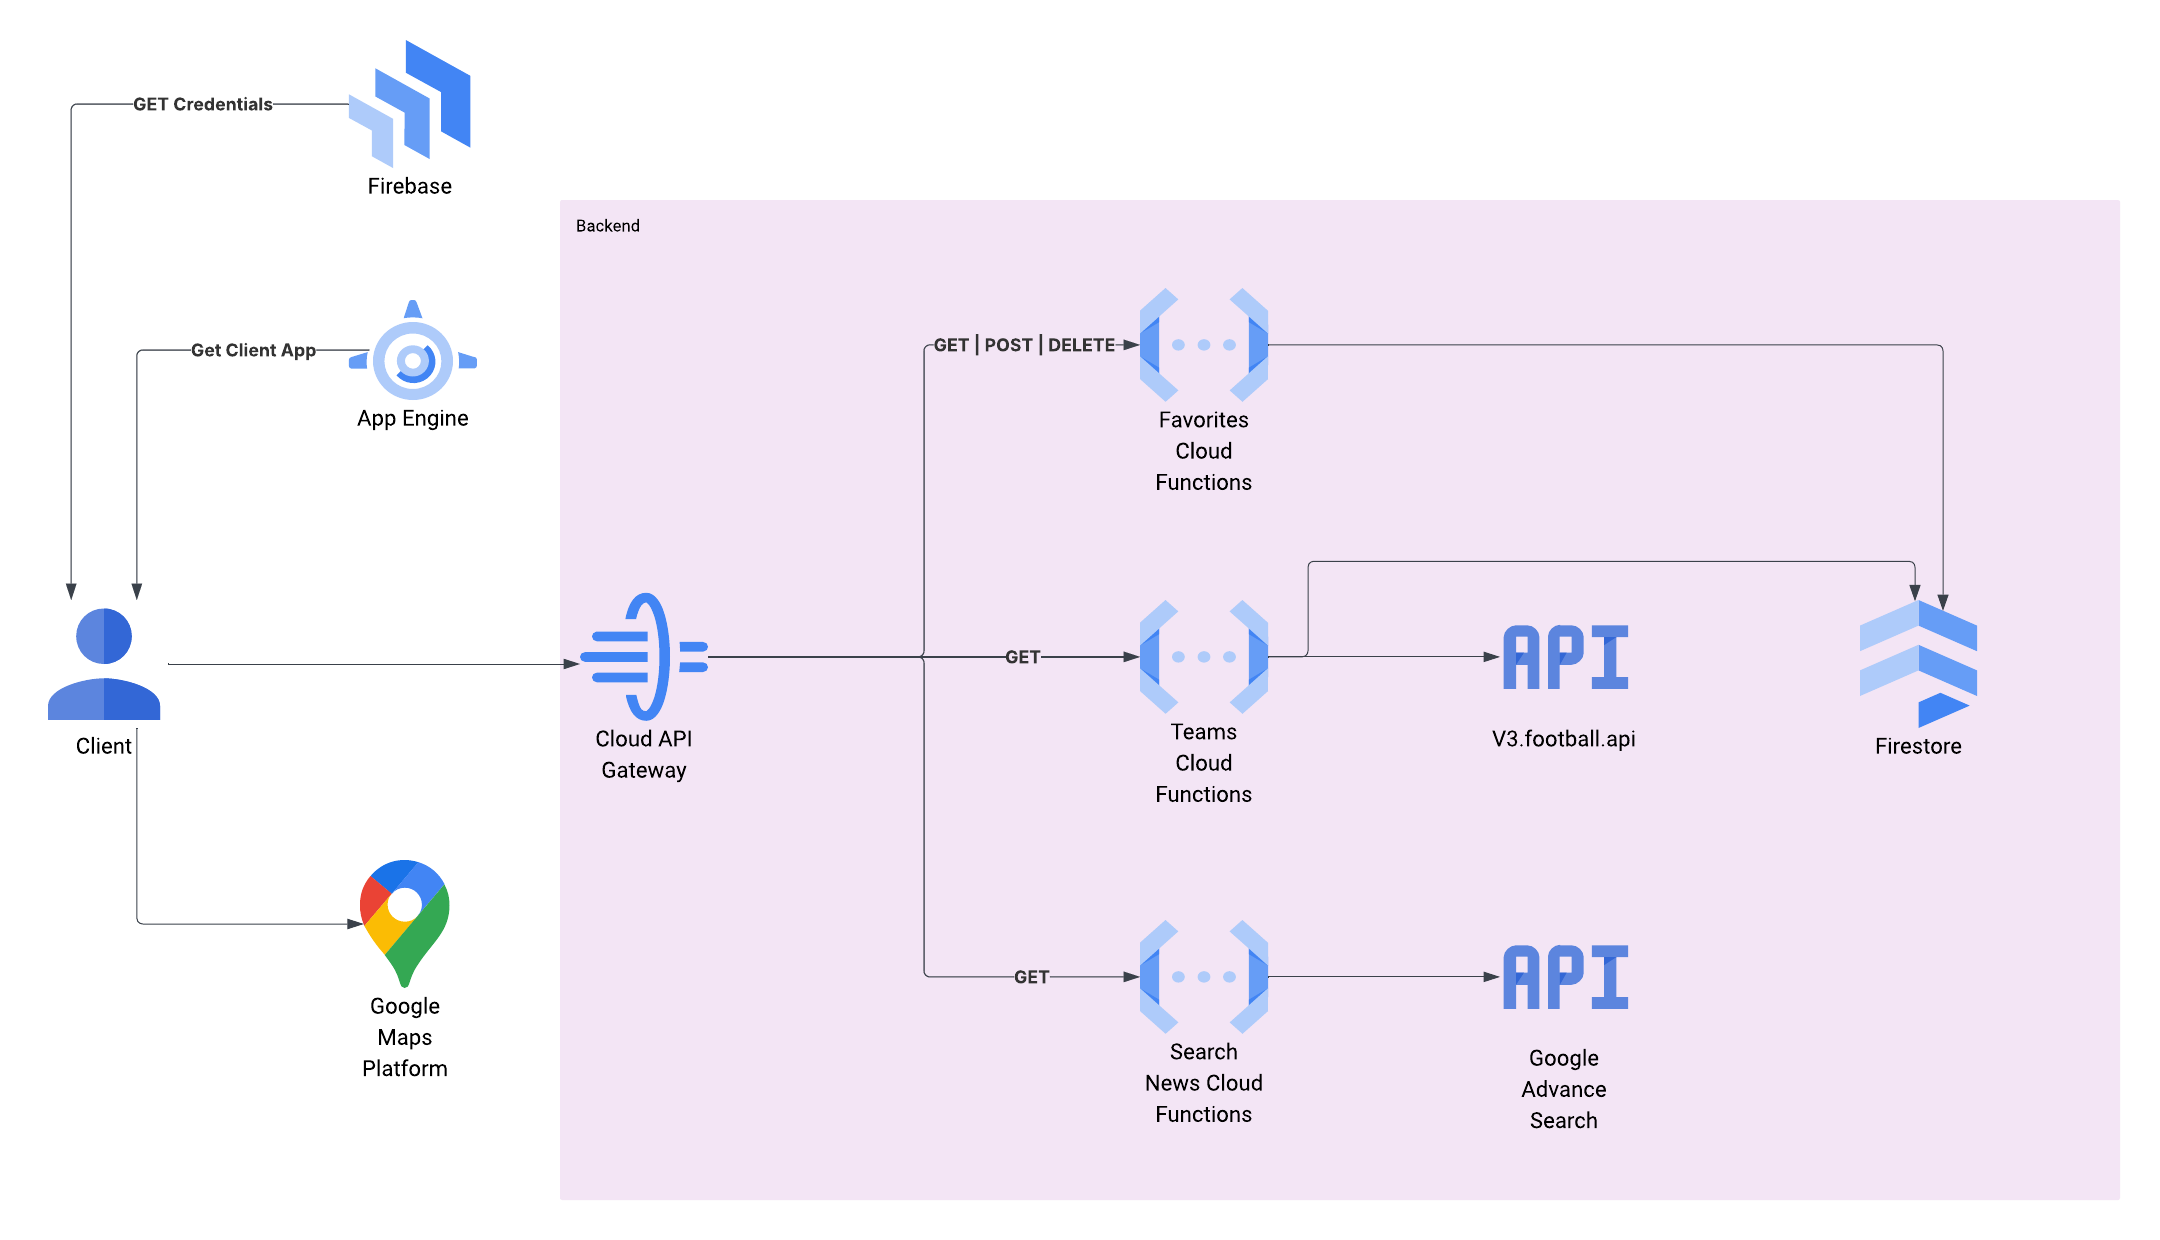 GET Credentials
Firebase
Backend
Get Client App
App Engine
GET | POST | DELETE
Favorites
Cloud
Functions
Client
Cloud API
Gateway
GET
Teams
Cloud
Functions
API
V3.football.api
Firestore
Google
Maps
Platform
GET
Search
News Cloud
Functions
API
Google
Advance
Search